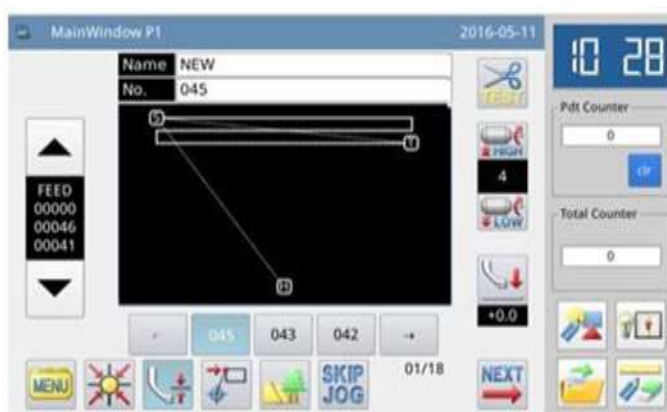 MainWindow P1 2016-05-11
10 28
Name NEW
No. 045
TEST
S
T
H
FEED
00000
00046
00041
HIGH
4
LOW
+0.0
Pdt Counter
0
clr
Total Counter
0
← 045 043 042 →
01/18
MENU
SKIP
JOG
NEXT